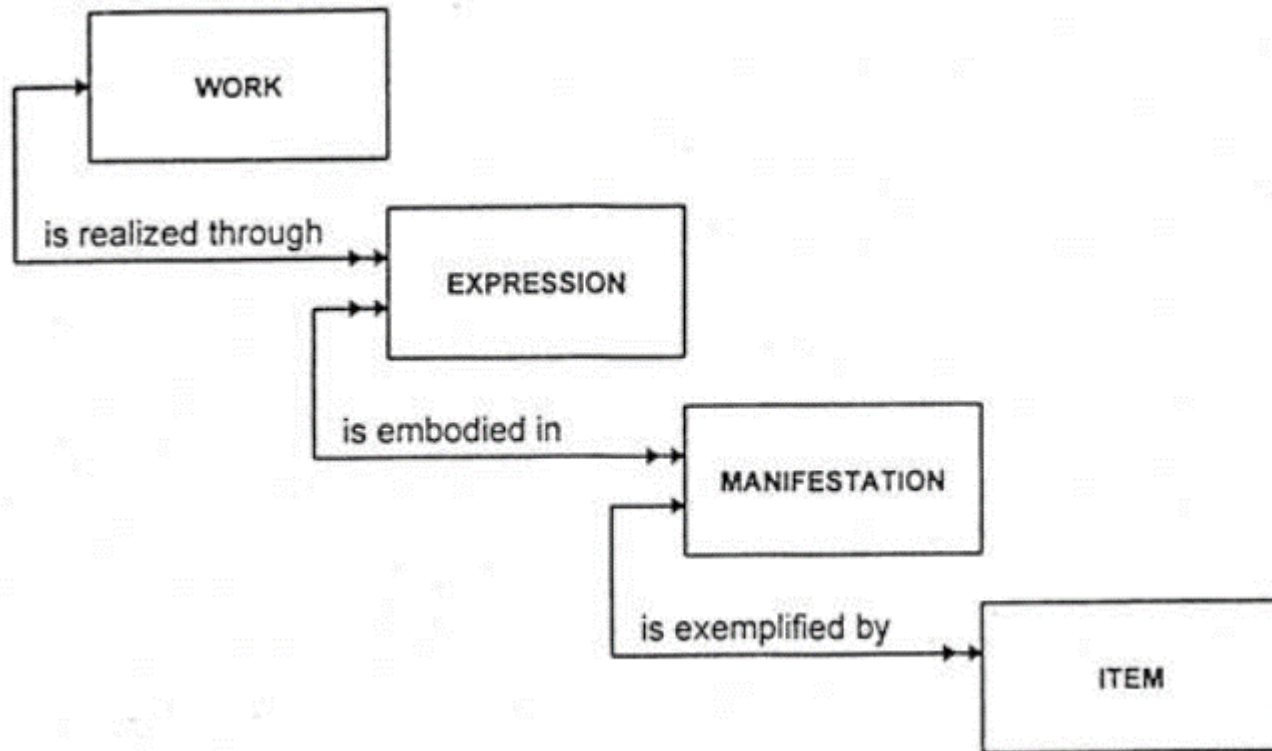 WORK
is realized through
EXPRESSION
is embodied in
MANIFESTATION
is exemplified by
ITEM